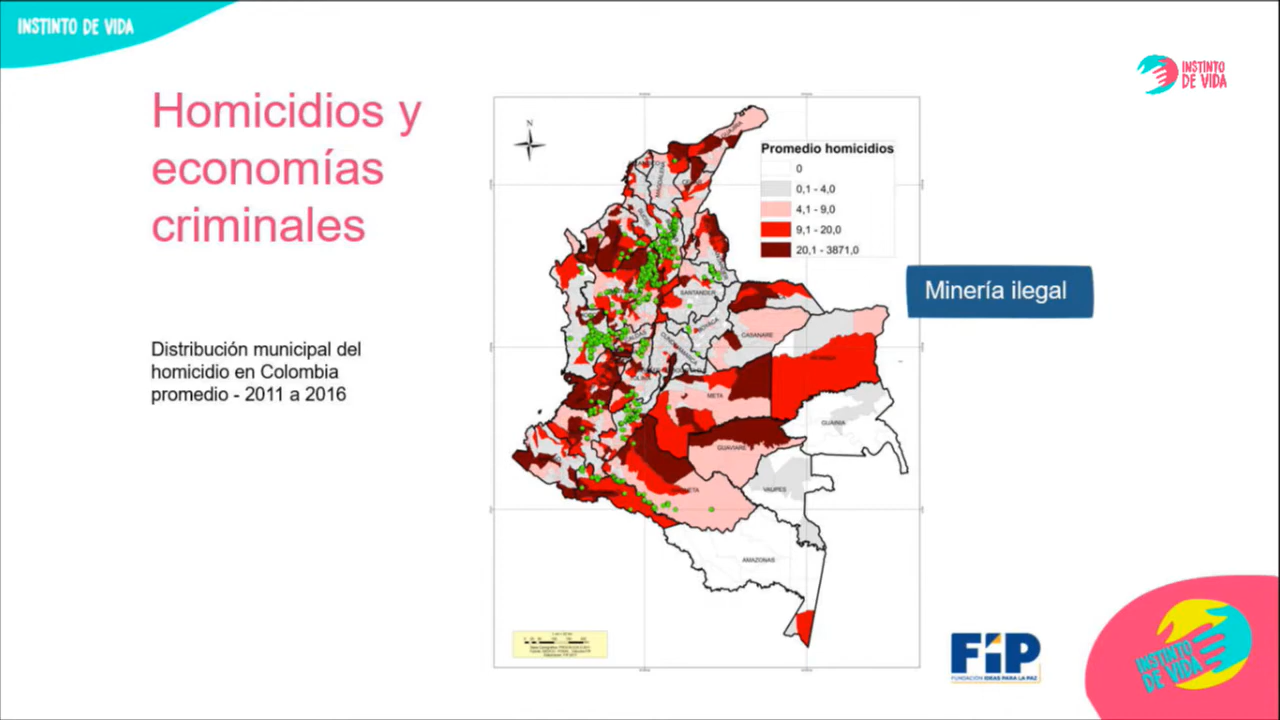 INSTINTO DE VIDA
INSTINTO
DE VIDA
Homicidios y
economías
criminales
Distribución municipal del
homicidio en Colombia
promedio - 2011 a 2016
N
Promedio homicidios
0
0,1 - 4,0
4,1 - 9,0
9,1 - 20,0
20,1 - 3871,0
Minería ilegal
SANTANDER
CASANARE
META
GUAINIA
GUAVIARE
VAUPES
AMAZONAS
FiP
FUNDACIÓN IDEAS PARA LA PAZ
INSTINTO
DE VIDA